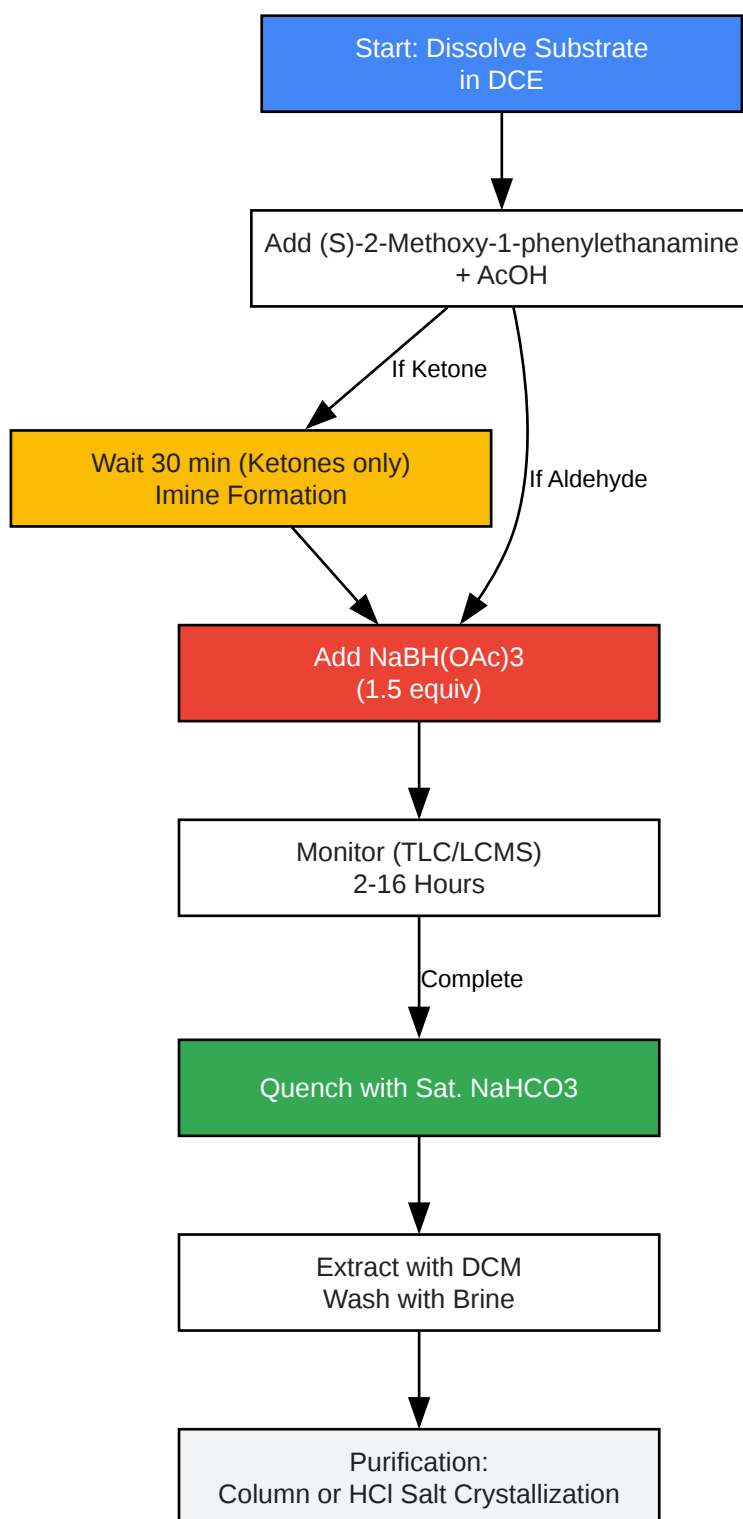 Start: Dissolve Substrate
in DCE
Add (S)-2-Methoxy-1-phenylethanamine
+ AcOH
If Ketone
Wait 30 min (Ketones only)
Imine Formation
If Aldehyde
Add NaBH(OAc)3
(1.5 equiv)
Monitor (TLC/LCMS)
2-16 Hours
Complete
Quench with Sat. NaHCO3
Extract with DCM
Wash with Brine
Purification:
Column or HCl Salt Crystallization